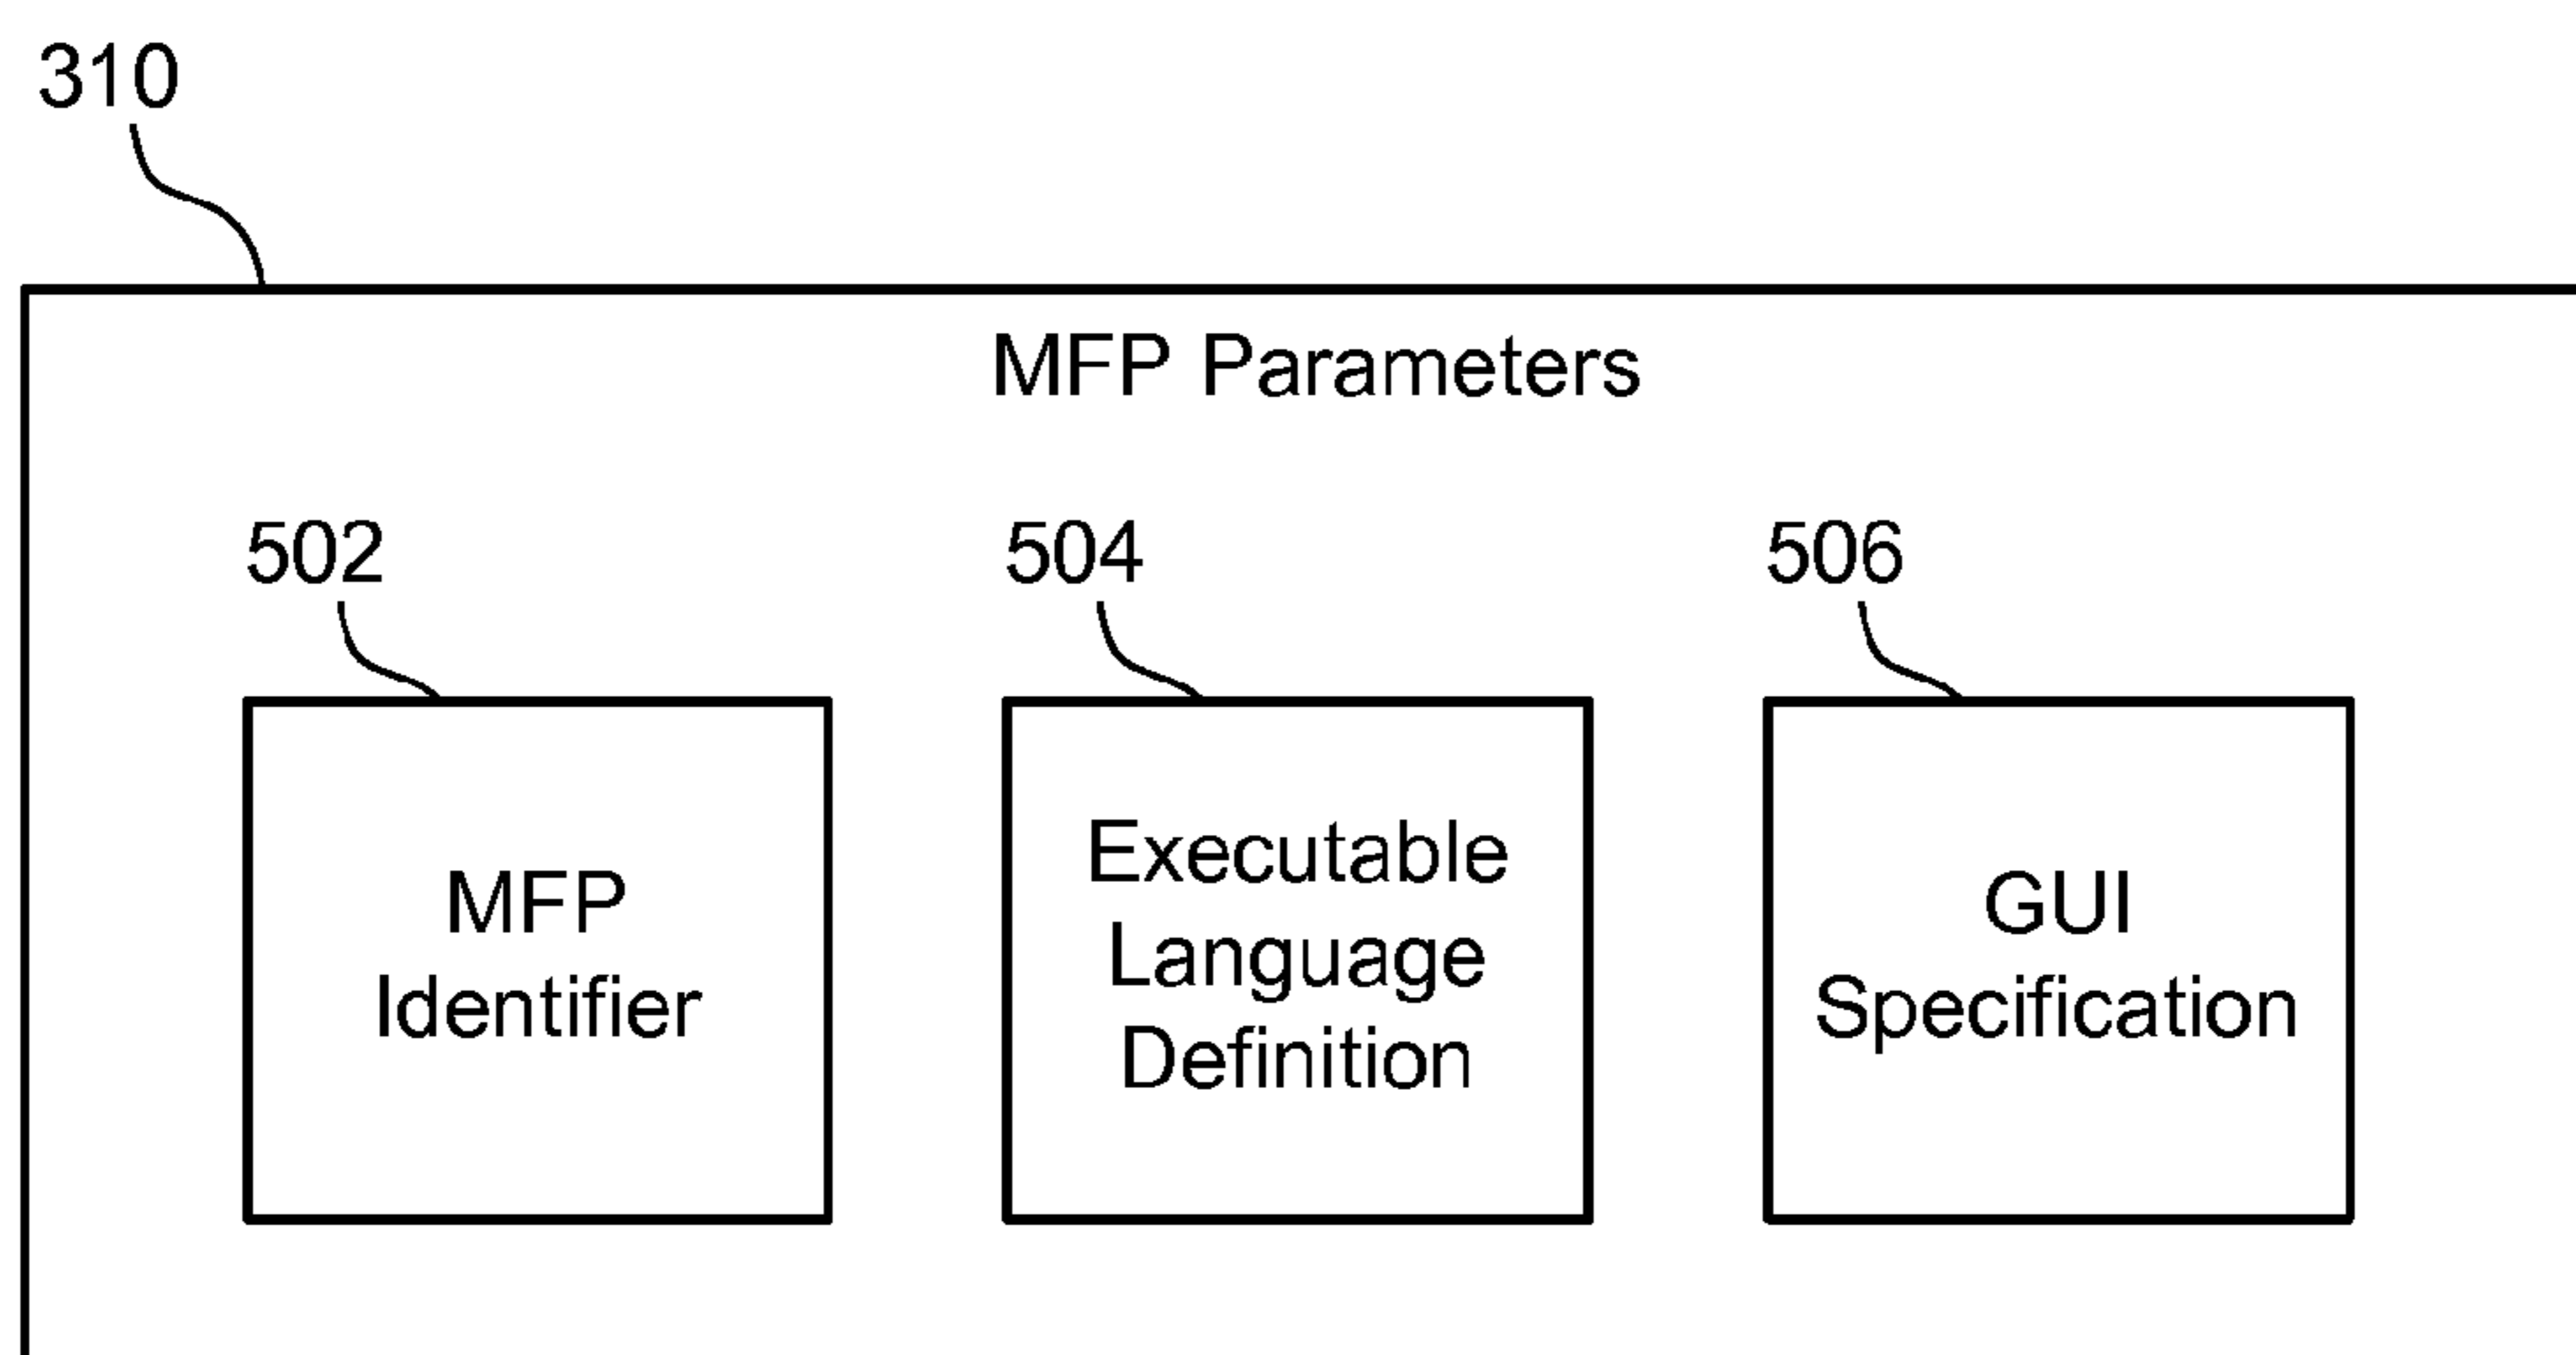 310
MFP Parameters
502
504
506
MFP
Identifier
Executable
Language
Definition
GUI
Specification